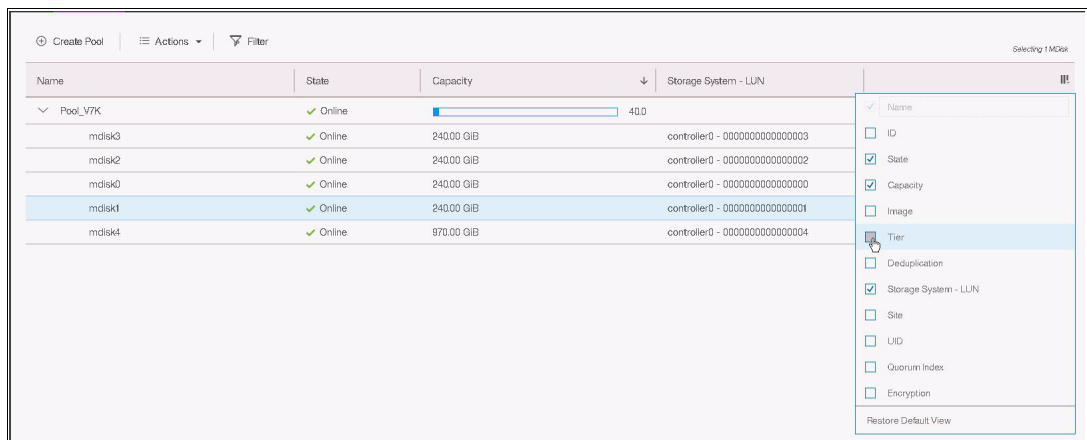 Create Pool Actions Filter
Selecting 1 MDisk
Name State Capacity Storage System - LUN
Pool_V7K Online 40.0
mdisk3 Online 240.00 GiB controller0 - 0000000000000003
mdisk2 Online 240.00 GiB controller0 - 0000000000000002
mdisk0 Online 240.00 GiB controller0 - 0000000000000000
mdisk1 Online 240.00 GiB controller0 - 0000000000000001
mdisk4 Online 970.00 GiB controller0 - 0000000000000004
Name
ID
State
Capacity
Image
Tier
Deduplication
Storage System - LUN
Site
UID
Quorum Index
Encryption
Restore Default View